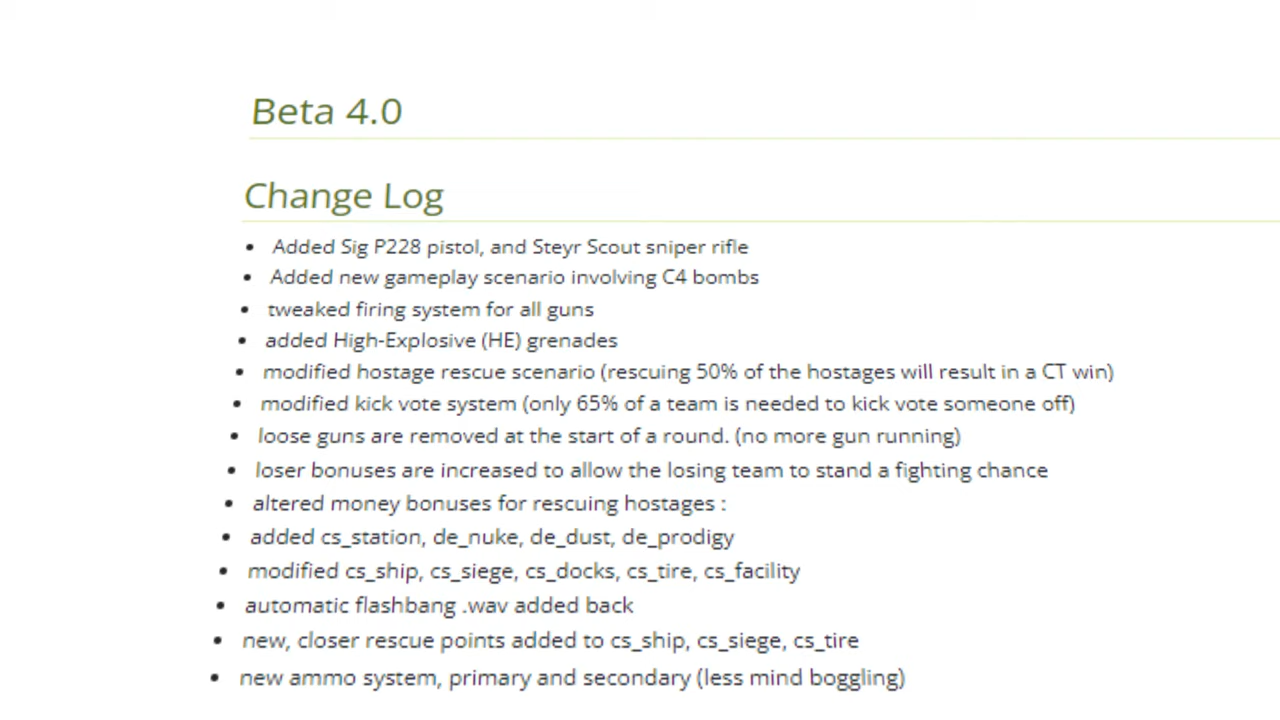 Beta 4.0
Change Log
• Added Sig P228 pistol, and Steyr Scout sniper rifle
• Added new gameplay scenario involving C4 bombs
• tweaked firing system for all guns
• added High-Explosive (HE) grenades
• modified hostage rescue scenario (rescuing 50% of the hostages will result in a CT win)
• modified kick vote system (only 65% of a team is needed to kick vote someone off)
• loose guns are removed at the start of a round. (no more gun running)
• loser bonuses are increased to allow the losing team to stand a fighting chance
• altered money bonuses for rescuing hostages :
• added cs_station, de_nuke, de_dust, de_prodigy
• modified cs_ship, cs_siege, cs_docks, cs_tire, cs_facility
• automatic flashbang .wav added back
• new, closer rescue points added to cs_ship, cs_siege, cs_tire
• new ammo system, primary and secondary (less mind boggling)